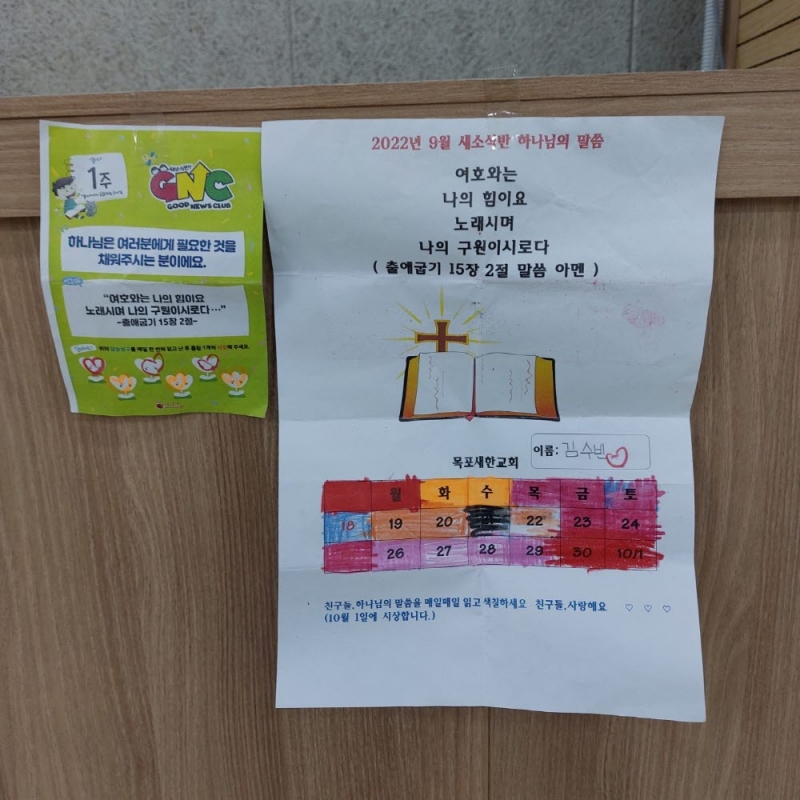 1주
GNC
GOOD NEWS CLUB
하나님은 여러분에게 필요한 것을
채워주시는 분이에요.
“여호와는 나의 힘이요
노래시며 나의 구원이시로다…”
-출애굽기 15장 2절-
2022년 9월 새소식반 하나님의 말씀
여호와는
나의 힘이요
노래시며
나의 구원이시로다
( 출애굽기 15장 2절 말씀 아멘 )
이름: 김수빈
목포새한교회
월 화 수 목 금 토
18 19 20 21 22 23 24
26 27 28 29 30 10/1
친구들, 하나님의 말씀을 매일매일 읽고 색칠하세요 친구들, 사랑해요 ♡ ♡ ♡
(10월 1일에 시상합니다.)